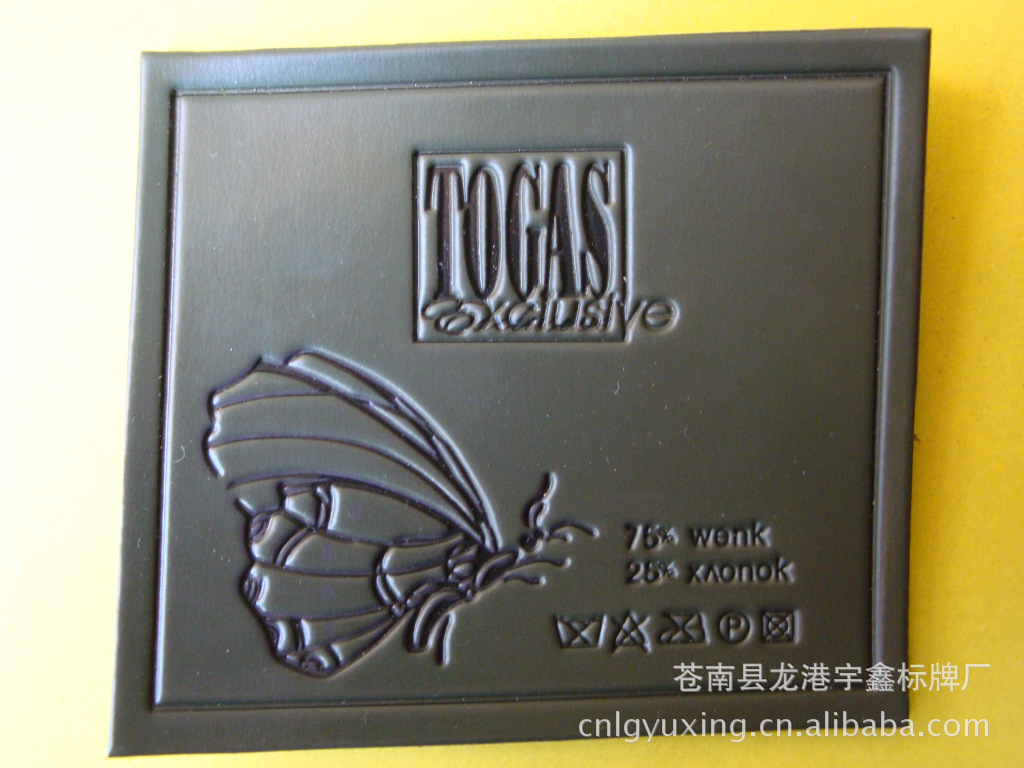 TOGAS
Exclusive
75% wenk
25% хлопок
P
苍南县龙港宇鑫标牌厂
cnlgyuxing.cn.alibaba.com